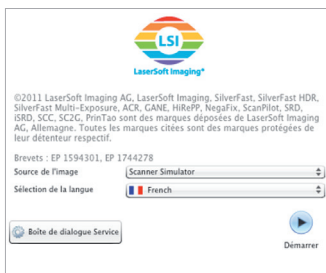 LSI
LaserSoft Imaging®
©2011 LaserSoft Imaging AG, LaserSoft Imaging, SilverFast, SilverFast HDR,
SilverFast Multi-Exposure, ACR, GANE, HiRePP, NegaFix, ScanPilot, SRD,
iSRD, SCC, SC2G, PrinTao sont des marques déposées de LaserSoft Imaging
AG, Allemagne. Toutes les marques citées sont des marques protégées de
leur détenteur respectif.
Brevets : EP 1594301, EP 1744278
Source de l'image Scanner Simulator
Sélection de la langue French
Boîte de dialogue Service
Démarrer